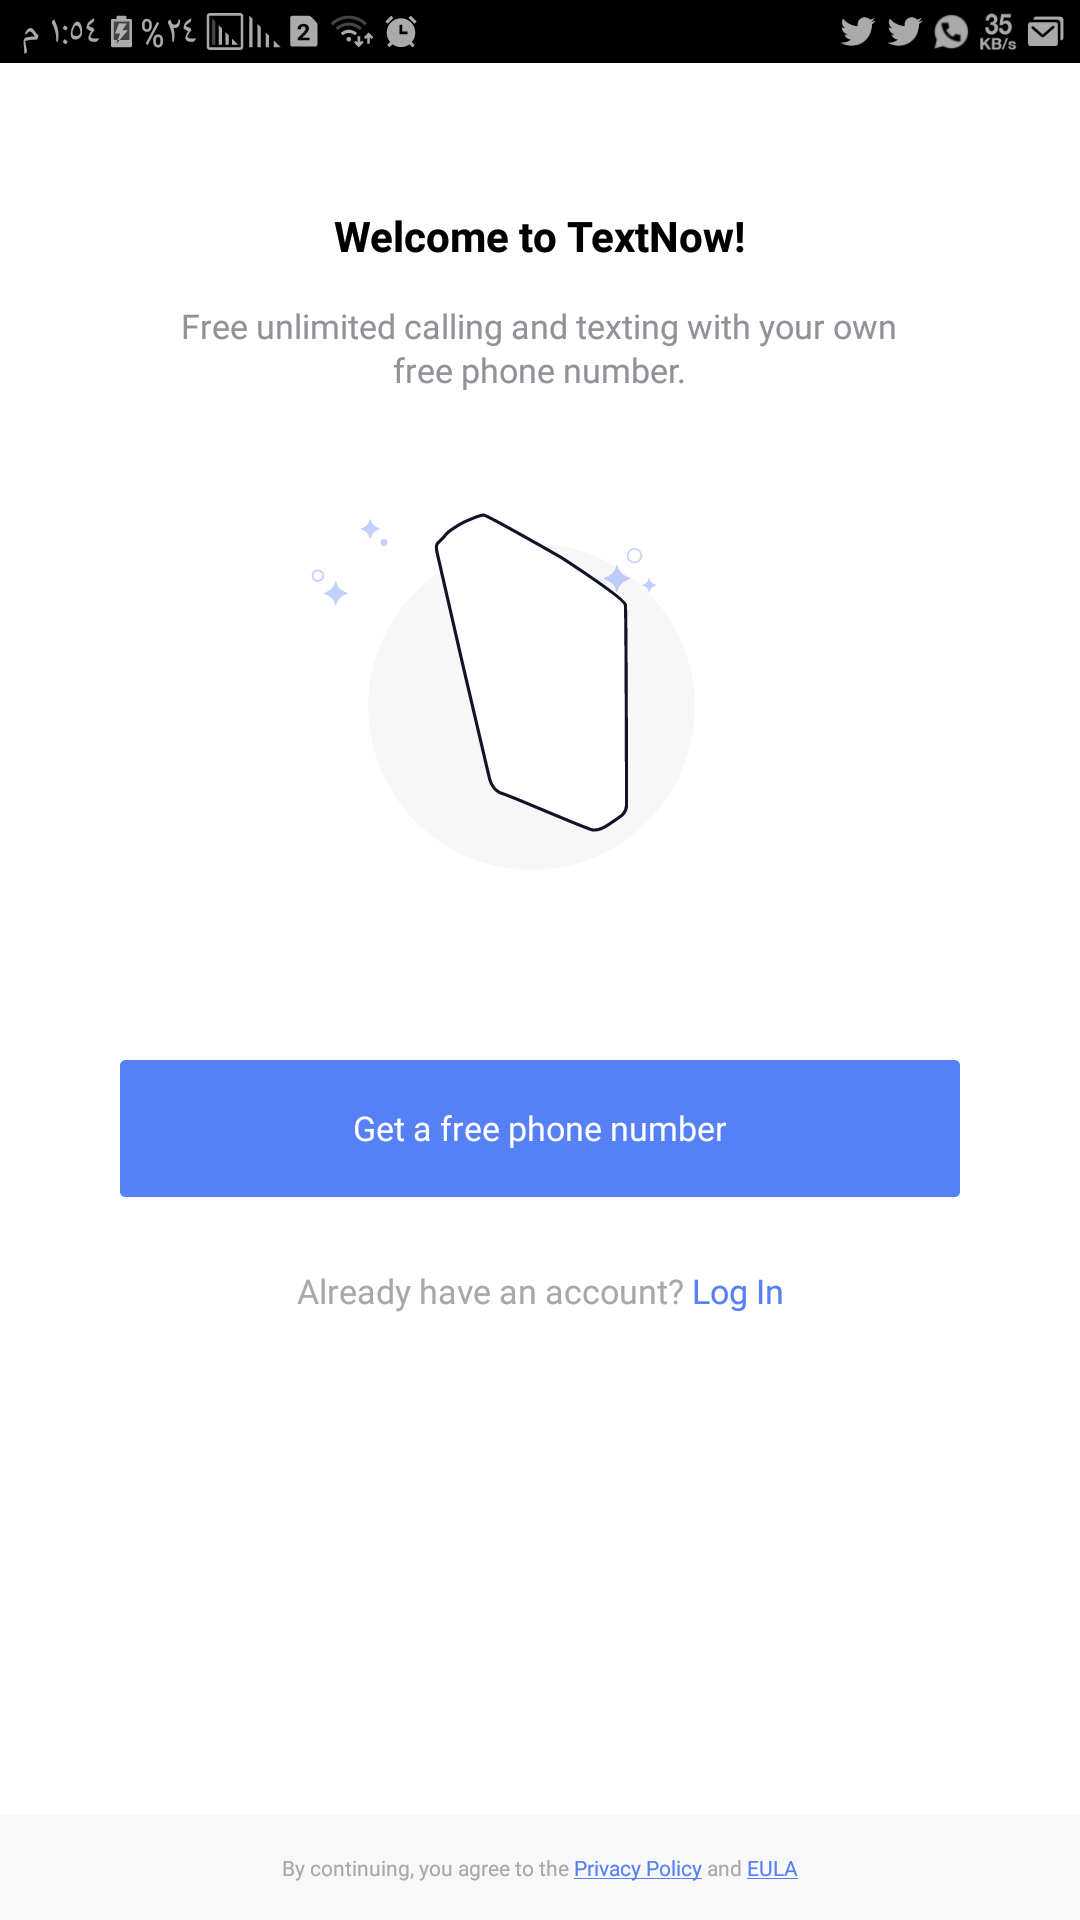 م ١:٥٤ %٢٤ 2 35 KB/s
Welcome to TextNow!
Free unlimited calling and texting with your own
free phone number.
Get a free phone number
Already have an account? Log In
By continuing, you agree to the Privacy Policy and EULA